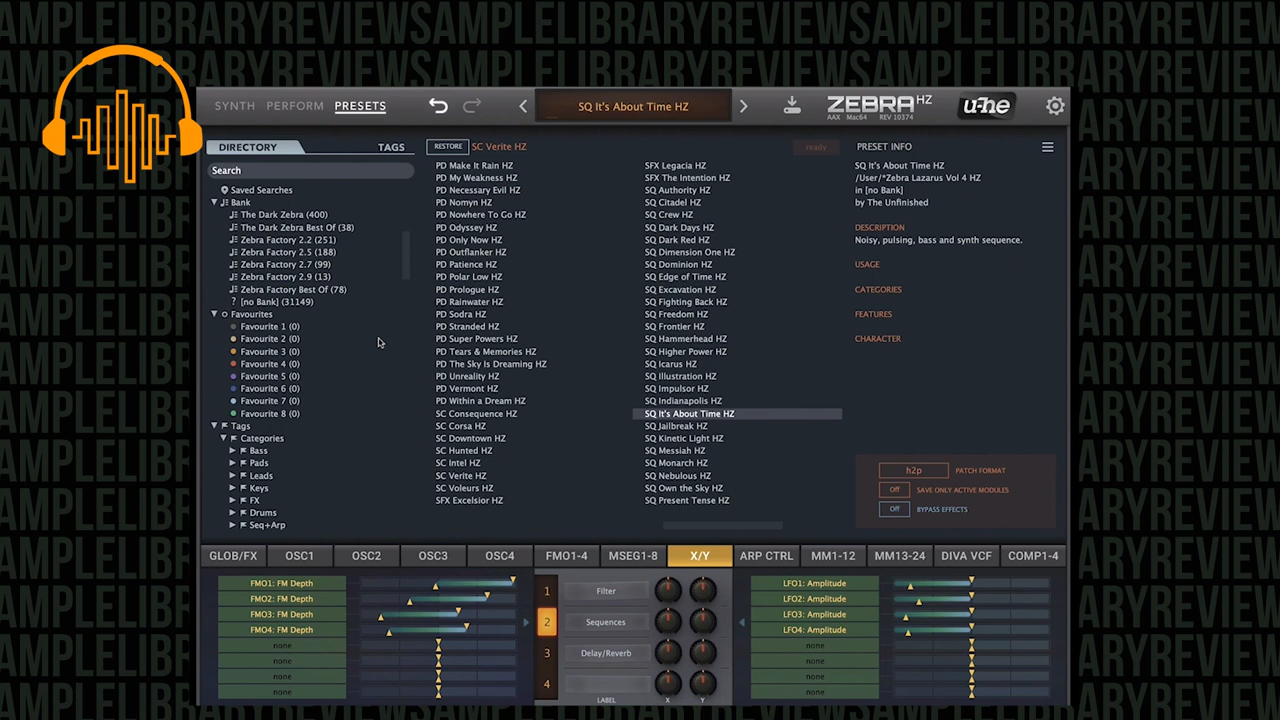 SAMPLELIBRARYREVIEW
SYNTH PERFORM PRESETS
SQ It's About Time HZ
ZEBRA HZ
AAX Mac64 REV 10374
u-he
DIRECTORY TAGS
Search
Saved Searches
Bank
The Dark Zebra (400)
The Dark Zebra Best Of (38)
Zebra Factory 2.2 (251)
Zebra Factory 2.5 (188)
Zebra Factory 2.7 (99)
Zebra Factory 2.9 (13)
Zebra Factory Best Of (78)
? [no Bank] (31149)
Favourites
Favourite 1 (0)
Favourite 2 (0)
Favourite 3 (0)
Favourite 4 (0)
Favourite 5 (0)
Favourite 6 (0)
Favourite 7 (0)
Favourite 8 (0)
Tags
Categories
Bass
Pads
Leads
Keys
FX
Drums
Seq+Arp
RESTORE SC Verite HZ
ready
PD Make It Rain HZ
PD My Weakness HZ
PD Necessary Evil HZ
PD Nomyn HZ
PD Nowhere To Go HZ
PD Odyssey HZ
PD Only Now HZ
PD Outflanker HZ
PD Patience HZ
PD Polar Low HZ
PD Prologue HZ
PD Rainwater HZ
PD Sodra HZ
PD Stranded HZ
PD Super Powers HZ
PD Tears & Memories HZ
PD The Sky Is Dreaming HZ
PD Unreality HZ
PD Vermont HZ
PD Within a Dream HZ
SC Consequence HZ
SC Corsa HZ
SC Downtown HZ
SC Hunted HZ
SC Intel HZ
SC Verite HZ
SC Voleurs HZ
SFX Excelsior HZ
SFX Legacia HZ
SFX The Intention HZ
SQ Authority HZ
SQ Citadel HZ
SQ Crew HZ
SQ Dark Days HZ
SQ Dark Red HZ
SQ Dimension One HZ
SQ Dominion HZ
SQ Edge of Time HZ
SQ Excavation HZ
SQ Fighting Back HZ
SQ Freedom HZ
SQ Frontier HZ
SQ Hammerhead HZ
SQ Higher Power HZ
SQ Icarus HZ
SQ Illustration HZ
SQ Impulsor HZ
SQ Indianapolis HZ
SQ It's About Time HZ
SQ Jailbreak HZ
SQ Kinetic Light HZ
SQ Messiah HZ
SQ Monarch HZ
SQ Nebulous HZ
SQ Own the Sky HZ
SQ Present Tense HZ
PRESET INFO
SQ It's About Time HZ
/User/*Zebra Lazarus Vol 4 HZ
in [no Bank]
by The Unfinished
DESCRIPTION
Noisy, pulsing, bass and synth sequence.
USAGE
CATEGORIES
FEATURES
CHARACTER
h2p PATCH FORMAT
Off SAVE ONLY ACTIVE MODULES
Off BYPASS EFFECTS
GLOB/FX OSC1 OSC2 OSC3 OSC4 FMO1-4 MSEG1-8 X/Y ARP CTRL MM1-12 MM13-24 DIVA VCF COMP1-4
FMO1: FM Depth
FMO2: FM Depth
FMO3: FM Depth
FMO4: FM Depth
none
none
none
none
1 Filter
2 Sequences
3 Delay/Reverb
4
LABEL X Y
LFO1: Amplitude
LFO2: Amplitude
LFO3: Amplitude
LFO4: Amplitude
none
none
none
none